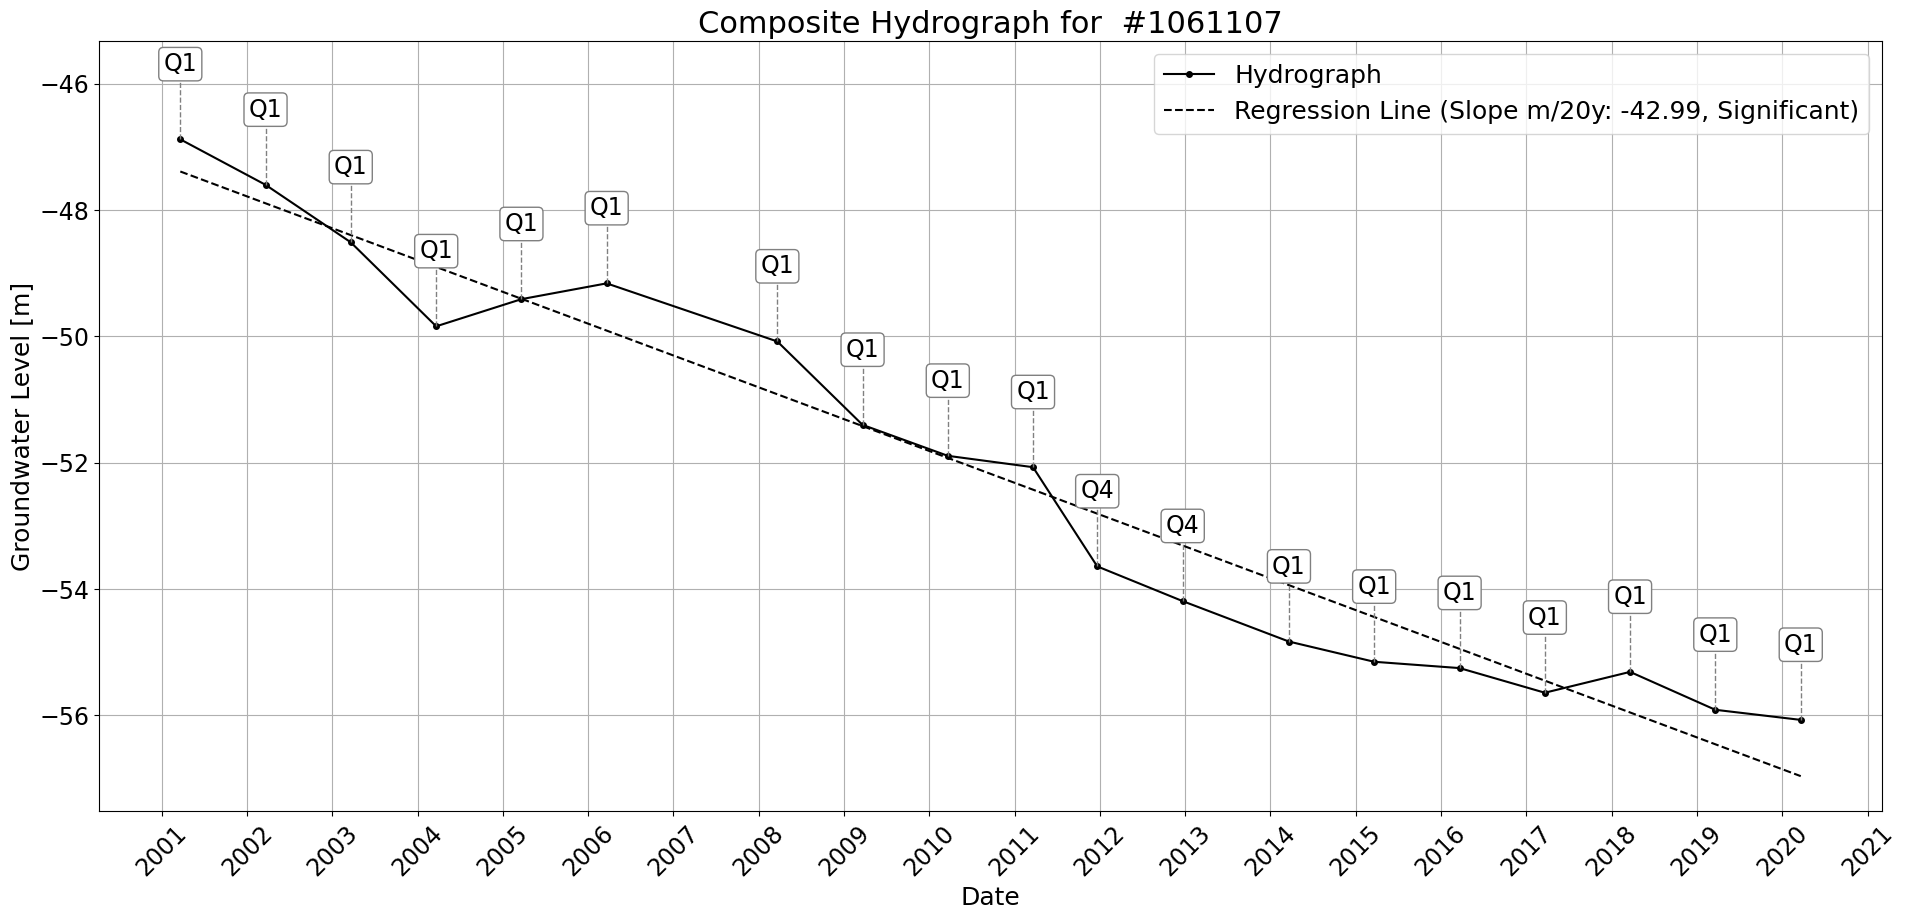 Composite Hydrograph for #1061107
Hydrograph
Regression Line (Slope m/20y: -42.99, Significant)
Q1
Q1
Q1
Q1
Q1
Q1
Q1
Q1
Q1
Q1
Q4
Q4
Q1
Q1
Q1
Q1
Q1
Q1
Q1
Groundwater Level [m]
−46
−48
−50
−52
−54
−56
2001
2002
2003
2004
2005
2006
2007
2008
2009
2010
2011
2012
2013
2014
2015
2016
2017
2018
2019
2020
2021
Date